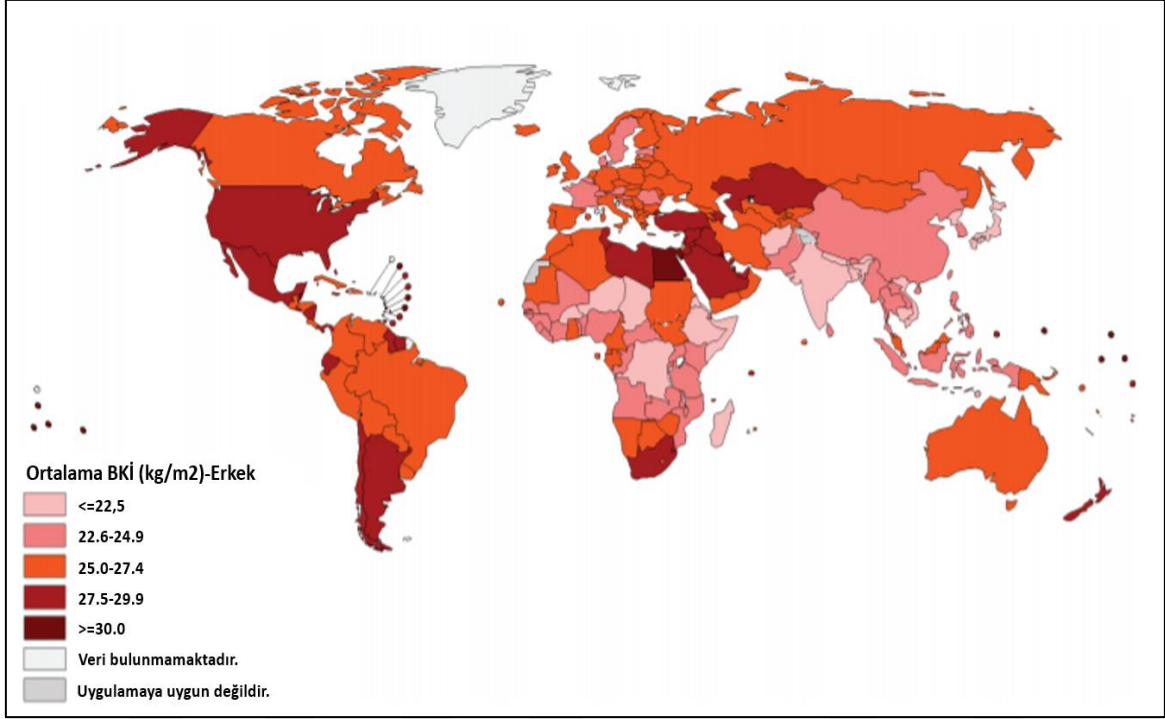 Ortalama BKİ (kg/m2)-Erkek
<=22,5
22.6-24.9
25.0-27.4
27.5-29.9
>=30.0
Veri bulunmamaktadır.
Uygulamaya uygun değildir.